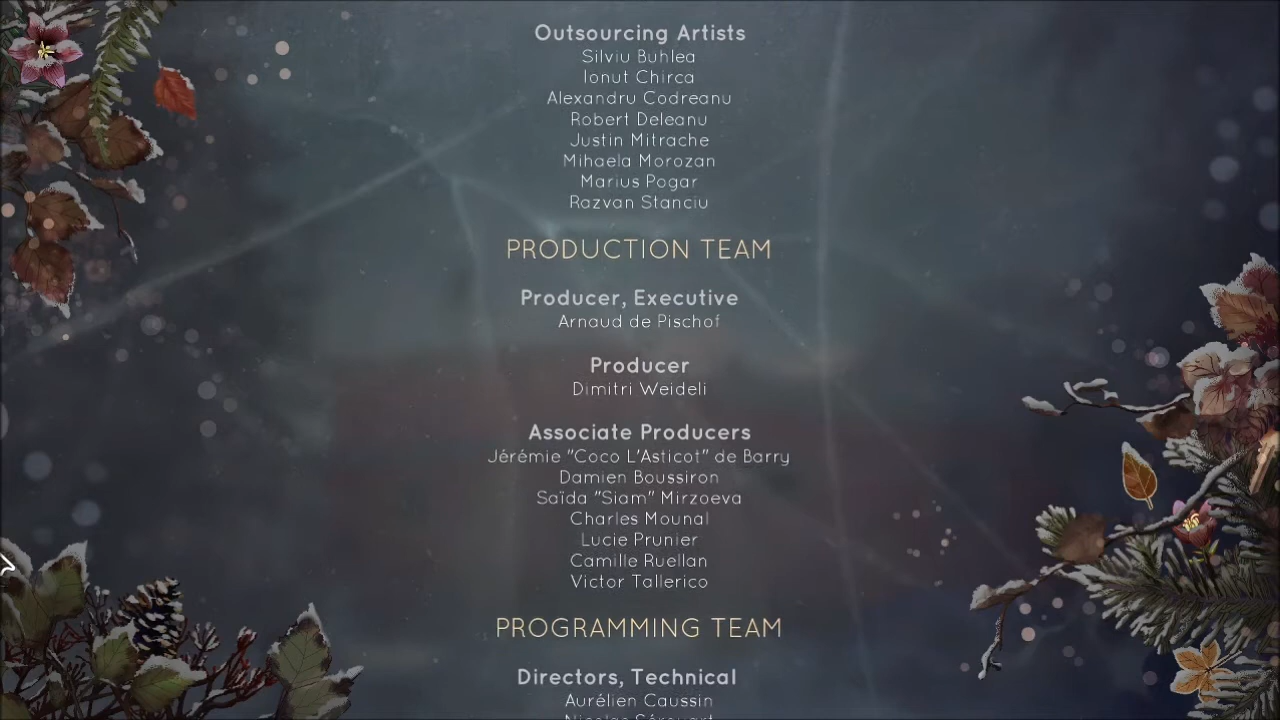 Outsourcing Artists
Silviu Buhlea
Ionut Chirca
Alexandru Codreanu
Robert Deleanu
Justin Mitrache
Mihaela Morozan
Marius Pogar
Razvan Stanciu
PRODUCTION TEAM
Producer, Executive
Arnaud de Pischof
Producer
Dimitri Weideli
Associate Producers
Jérémie "Coco L'Asticot" de Barry
Damien Boussiron
Saïda "Siam" Mirzoeva
Charles Mounal
Lucie Prunier
Camille Ruellan
Victor Tallerico
PROGRAMMING TEAM
Directors, Technical
Aurélien Caussin